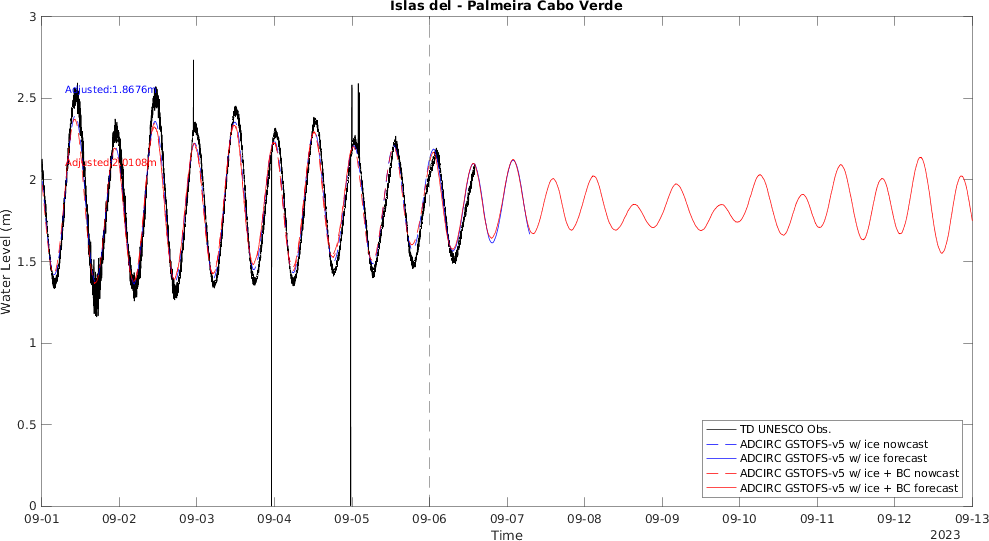 Islas del - Palmeira Cabo Verde
3
2.5
2
1.5
1
0.5
0
Water Level (m)
Adjusted:1.8676m
Adjusted:2.0108m
TD UNESCO Obs.
ADCIRC GSTOFS-v5 w/ ice nowcast
ADCIRC GSTOFS-v5 w/ ice forecast
ADCIRC GSTOFS-v5 w/ ice + BC nowcast
ADCIRC GSTOFS-v5 w/ ice + BC forecast
09-01 09-02 09-03 09-04 09-05 09-06 09-07 09-08 09-09 09-10 09-11 09-12 09-13
Time
2023